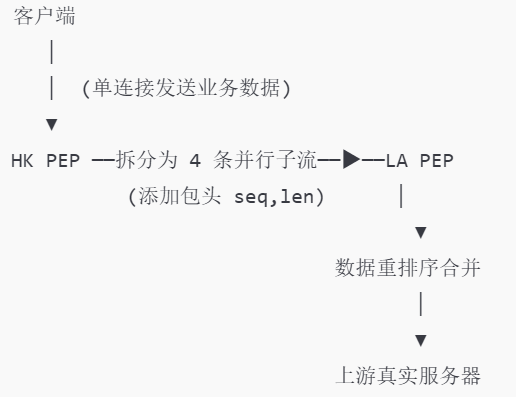 客户端
(单连接发送业务数据)
HK PEP ──拆分为 4 条并行子流──▶──LA PEP
(添加包头 seq,len)
数据重排序合并
上游真实服务器